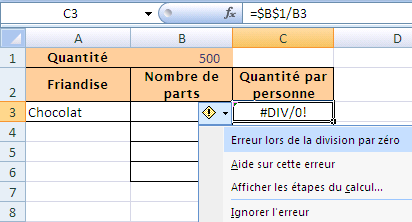 C3 fx =$B$1/B3
A B C D
1 Quantité 500
2 Friandise Nombre de parts Quantité par personne
3 Chocolat #DIV/0!
4 Erreur lors de la division par zéro
5 Aide sur cette erreur
6 Afficher les étapes du calcul...
7 Ignorer l'erreur
8